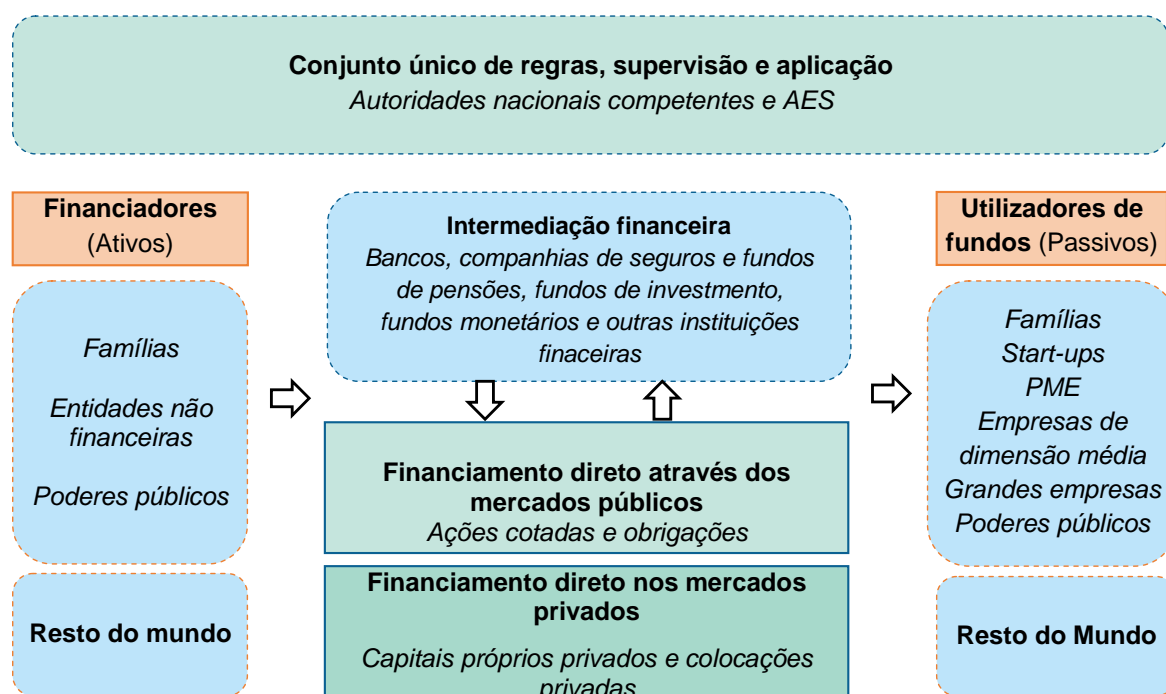 Conjunto único de regras, supervisão e aplicação
Autoridades nacionais competentes e AES
Financiadores
(Ativos)
Famílias
Entidades não
financeiras
Poderes públicos
Resto do mundo
Intermediação financeira
Bancos, companhias de seguros e fundos
de pensões, fundos de investmento,
fundos monetários e outras instituições
finaceiras
Financiamento direto através dos
mercados públicos
Ações cotadas e obrigações
Financiamento direto nos mercados
privados
Capitais próprios privados e colocações
privadas
Utilizadores de
fundos (Passivos)
Famílias
Start-ups
PME
Empresas de
dimensão média
Grandes empresas
Poderes públicos
Resto do Mundo